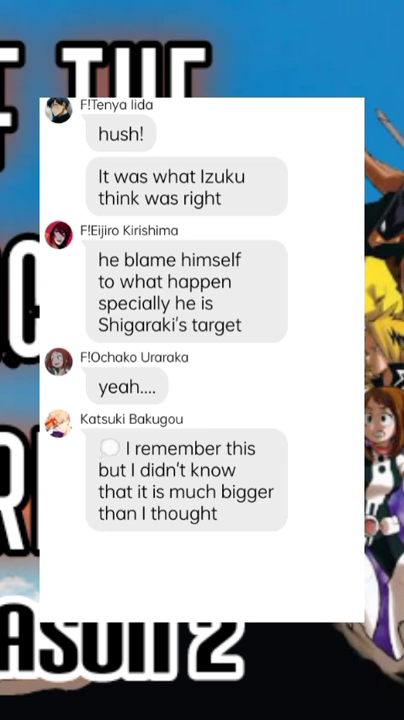 F THE
F!Tenya Iida
hush!
It was what Izuku
think was right
F!Eijiro Kirishima
he blame himself
to what happen
specially he is
Shigaraki's target
F!Ochako Uraraka
yeah....
Katsuki Bakugou
💭 I remember this
but I didn't know
that it is much bigger
than I thought
ASON 2